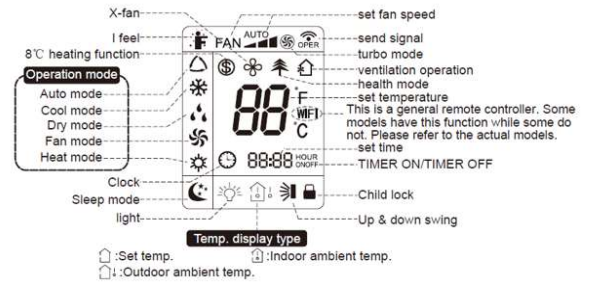 X-fan
I feel
8℃ heating function
Operation mode
Auto mode
Cool mode
Dry mode
Fan mode
Heat mode
Clock
Sleep mode
light
FAN AUTO OPER
F
WIFI
C
88
88:88 HOUR
ONOFF
set fan speed
send signal
turbo mode
ventilation operation
health mode
set temperature
This is a general remote controller. Some
models have this function while some do
not. Please refer to the actual models.
set time
TIMER ON/TIMER OFF
Child lock
Up & down swing
Temp. display type
:Set temp.
:Indoor ambient temp.
:Outdoor ambient temp.